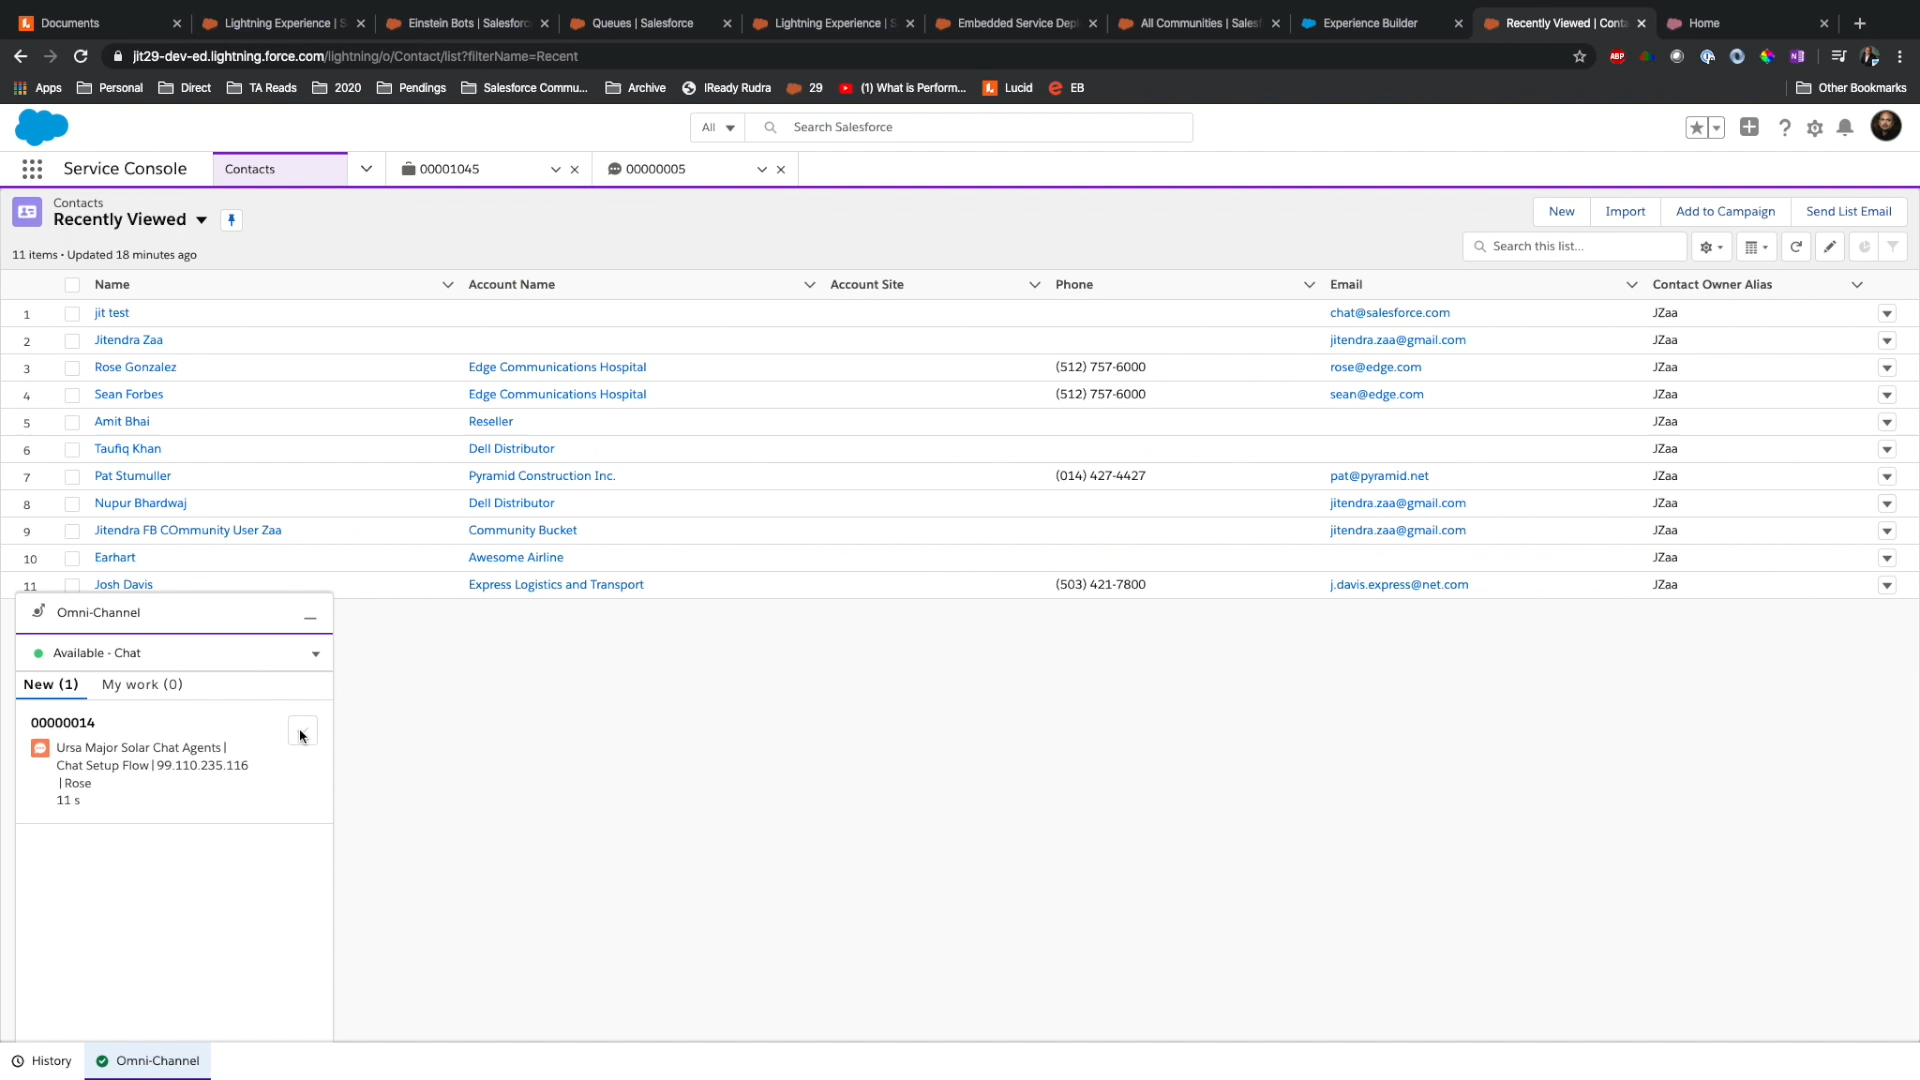 Documents
Lightning Experience | S
Einstein Bots | Salesforc
Queues | Salesforce
Lightning Experience | S
Embedded Service Dep
All Communities | Salesf
Experience Builder
Recently Viewed | Conta
Home
jit29-dev-ed.lightning.force.com/lightning/o/Contact/list?filterName=Recent
ABP
Apps Personal Direct TA Reads 2020 Pendings Salesforce Commu... Archive IReady Rudra 29 (1) What is Perform... Lucid EB Other Bookmarks
All Search Salesforce
Service Console Contacts 00001045 00000005
Contacts
Recently Viewed
New Import Add to Campaign Send List Email
11 items • Updated 18 minutes ago
Search this list...
Name Account Name Account Site Phone Email Contact Owner Alias
1 jit test chat@salesforce.com JZaa
2 Jitendra Zaa jitendra.zaa@gmail.com JZaa
3 Rose Gonzalez Edge Communications Hospital (512) 757-6000 rose@edge.com JZaa
4 Sean Forbes Edge Communications Hospital (512) 757-6000 sean@edge.com JZaa
5 Amit Bhai Reseller JZaa
6 Taufiq Khan Dell Distributor JZaa
7 Pat Stumuller Pyramid Construction Inc. (014) 427-4427 pat@pyramid.net JZaa
8 Nupur Bhardwaj Dell Distributor jitendra.zaa@gmail.com JZaa
9 Jitendra FB COmmunity User Zaa Community Bucket jitendra.zaa@gmail.com JZaa
10 Earhart Awesome Airline JZaa
11 Josh Davis Express Logistics and Transport (503) 421-7800 j.davis.express@net.com JZaa
Omni-Channel
Available - Chat
New (1) My work (0)
00000014
Ursa Major Solar Chat Agents |
Chat Setup Flow | 99.110.235.116
| Rose
11 s
History Omni-Channel